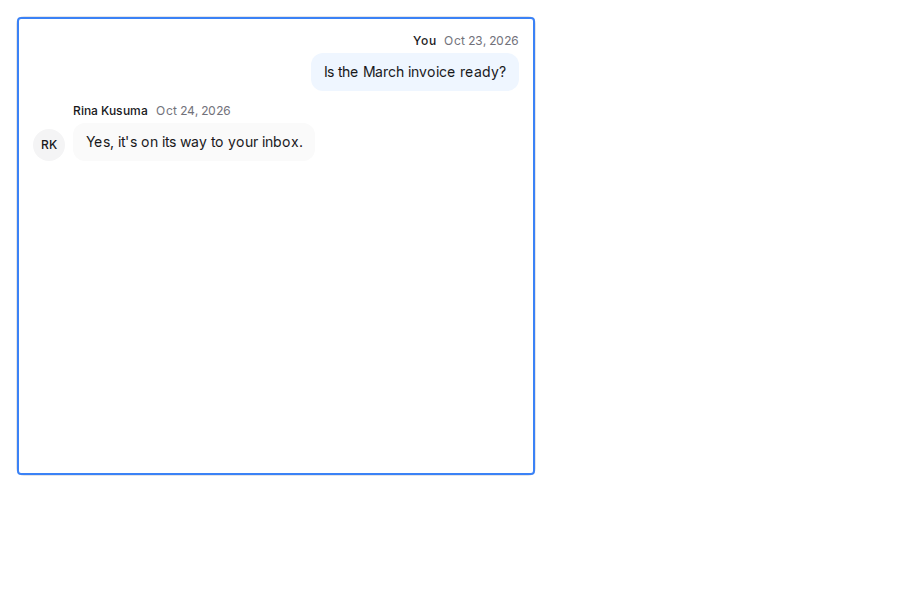 You Oct 23, 2026
Is the March invoice ready?
Rina Kusuma Oct 24, 2026
RK
Yes, it's on its way to your inbox.